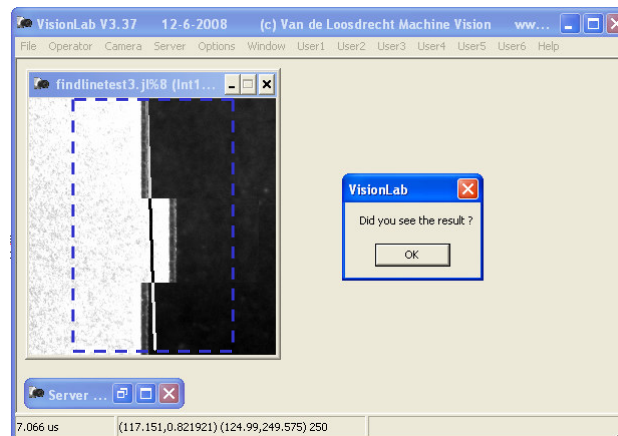 VisionLab V3.37 12-6-2008 (c) Van de Loosdrecht Machine Vision ww...
File Operator Camera Server Options Window User1 User2 User3 User4 User5 User6 Help
findlinetest3.jl%8 (Int1...
VisionLab
Did you see the result ?
OK
Server ...
7.066 us (117.151,0.821921) (124.99,249.575) 250